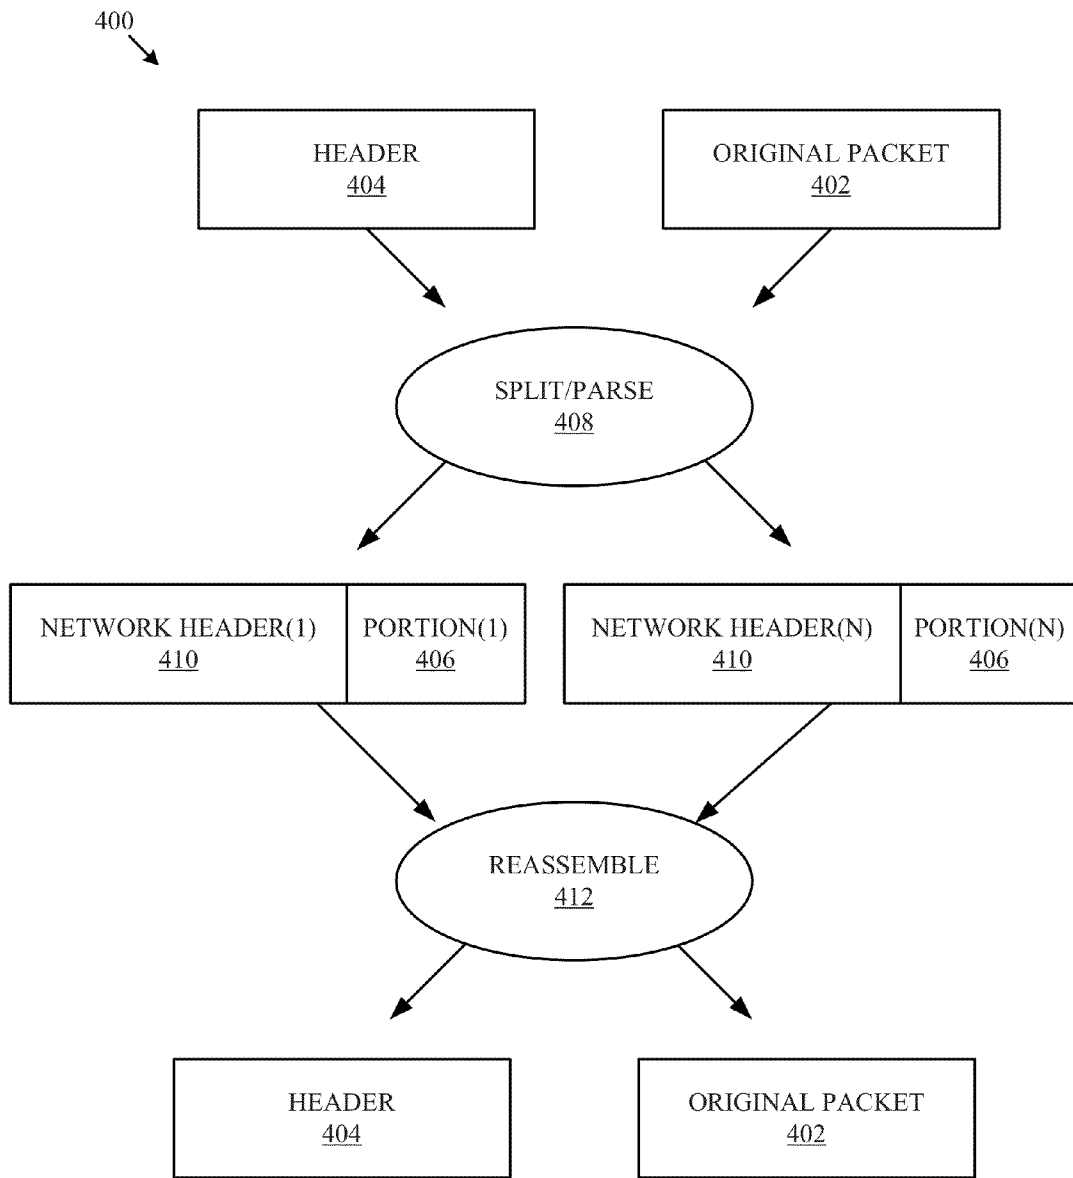 400
HEADER
404
ORIGINAL PACKET
402
SPLIT/PARSE
408
NETWORK HEADER(1)
410
PORTION(1)
406
NETWORK HEADER(N)
410
PORTION(N)
406
REASSEMBLE
412
HEADER
404
ORIGINAL PACKET
402